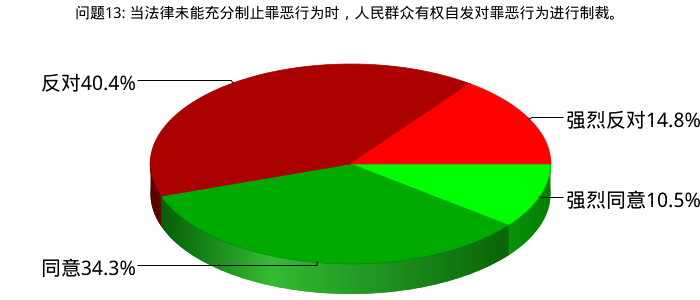 问题13: 当法律未能充分制止罪恶行为时，人民群众有权自发对罪恶行为进行制裁。
反对40.4%
强烈反对14.8%
强烈同意10.5%
同意34.3%